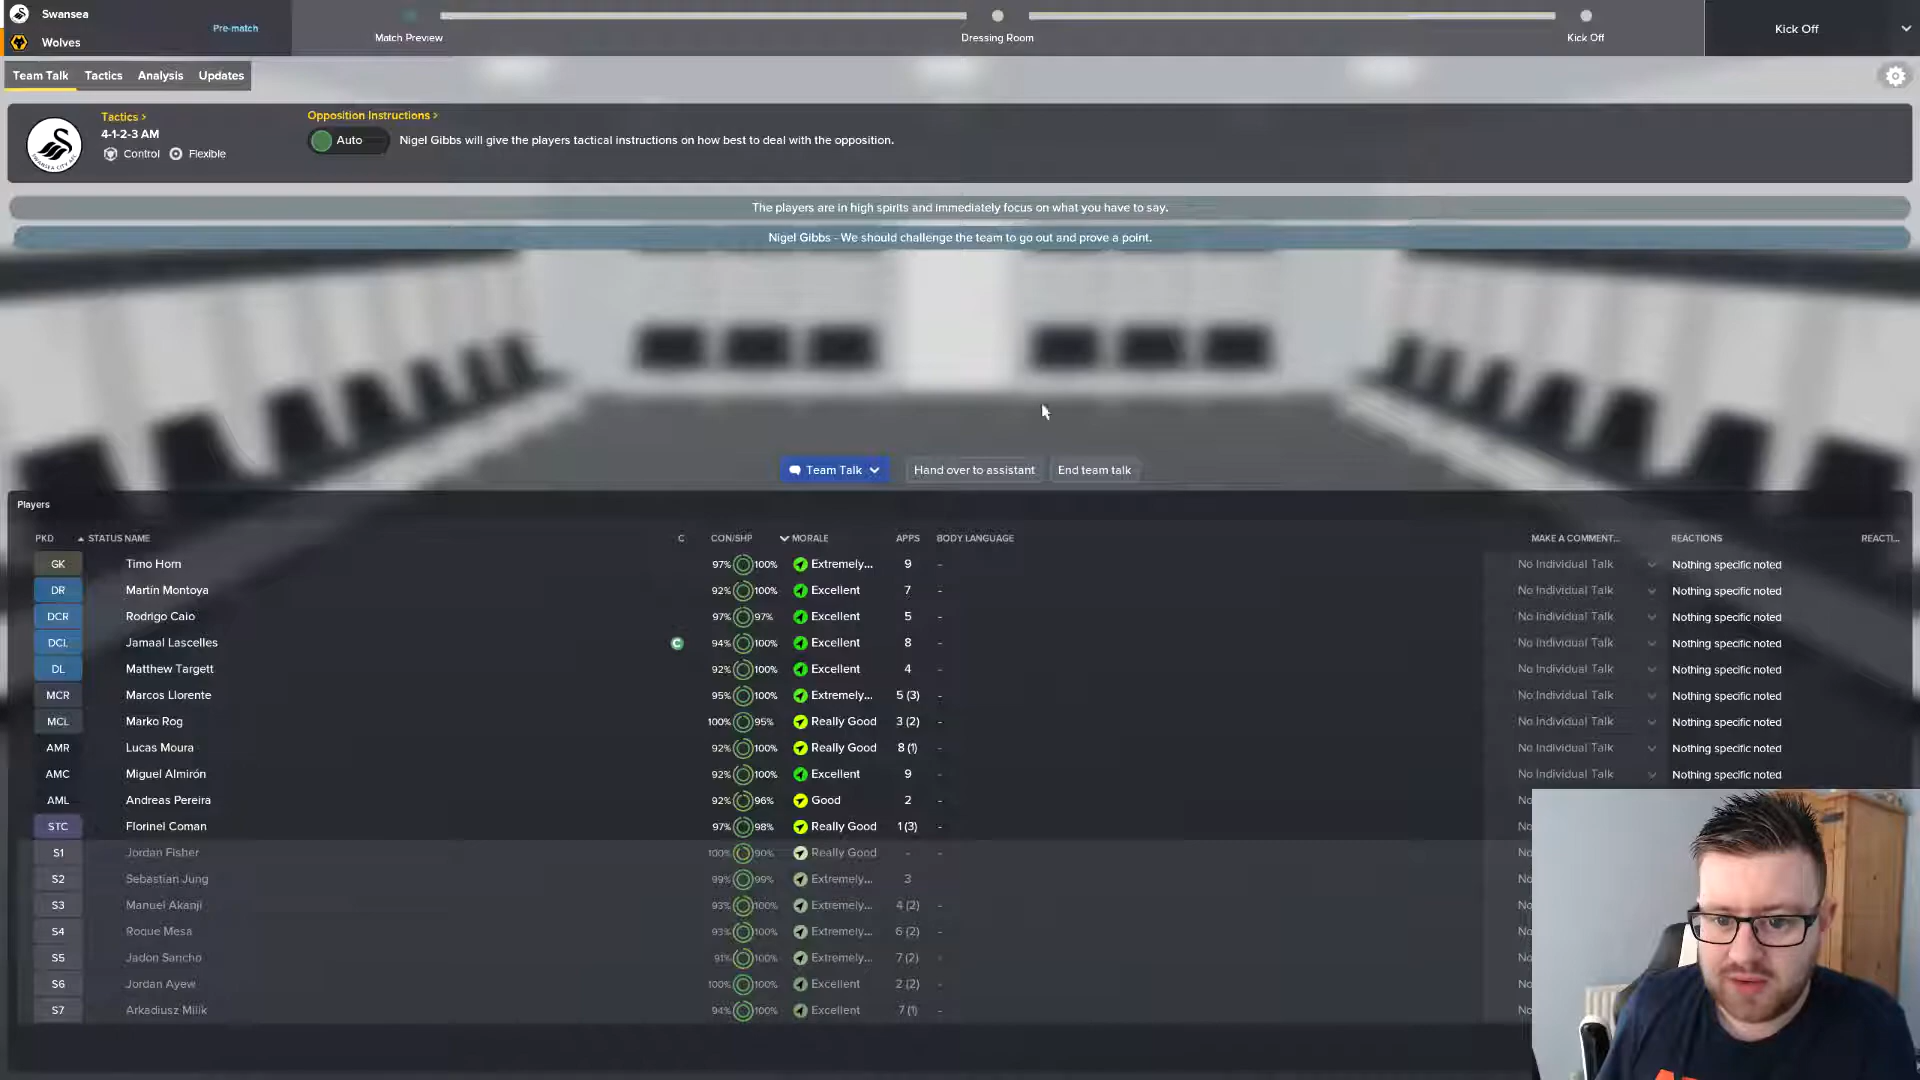 Swansea
Wolves
Pre-match
Match Preview
Dressing Room
Kick Off
Kick Off
Team Talk Tactics Analysis Updates
Tactics >
4-1-2-3 AM
Control Flexible
Opposition Instructions >
Auto Nigel Gibbs will give the players tactical instructions on how best to deal with the opposition.
SWANSEA CITY AFC
The players are in high spirits and immediately focus on what you have to say.
Nigel Gibbs - We should challenge the team to go out and prove a point.
Team Talk Hand over to assistant End team talk
Players
PKD STATUS NAME C CON/SHP MORALE APPS BODY LANGUAGE MAKE A COMMENT... REACTIONS REACTI...
GK Timo Horn 97% 100% Extremely... 9 - No Individual Talk Nothing specific noted
DR Martín Montoya 92% 100% Excellent 7 - No Individual Talk Nothing specific noted
DCR Rodrigo Caio 97% 97% Excellent 5 - No Individual Talk Nothing specific noted
DCL Jamaal Lascelles C 94% 100% Excellent 8 - No Individual Talk Nothing specific noted
DL Matthew Targett 92% 100% Excellent 4 - No Individual Talk Nothing specific noted
MCR Marcos Llorente 95% 100% Extremely... 5 (3) - No Individual Talk Nothing specific noted
MCL Marko Rog 100% 95% Really Good 3 (2) - No Individual Talk Nothing specific noted
AMR Lucas Moura 92% 100% Really Good 8 (1) - No Individual Talk Nothing specific noted
AMC Miguel Almirón 92% 100% Excellent 9 - No Individual Talk Nothing specific noted
AML Andreas Pereira 92% 96% Good 2 - No
STC Florinel Coman 97% 98% Really Good 1 (3) - No
S1 Jordan Fisher 100% 90% Really Good - - No
S2 Sebastian Jung 99% 99% Extremely... 3 - No
S3 Manuel Akanji 93% 100% Extremely... 4 (2) - No
S4 Roque Mesa 93% 100% Extremely... 6 (2) - No
S5 Jadon Sancho 91% 100% Extremely... 7 (2) - No
S6 Jordan Ayew 100% 100% Excellent 2 (2) - No
S7 Arkadiusz Milik 94% 100% Excellent 7 (1) - No